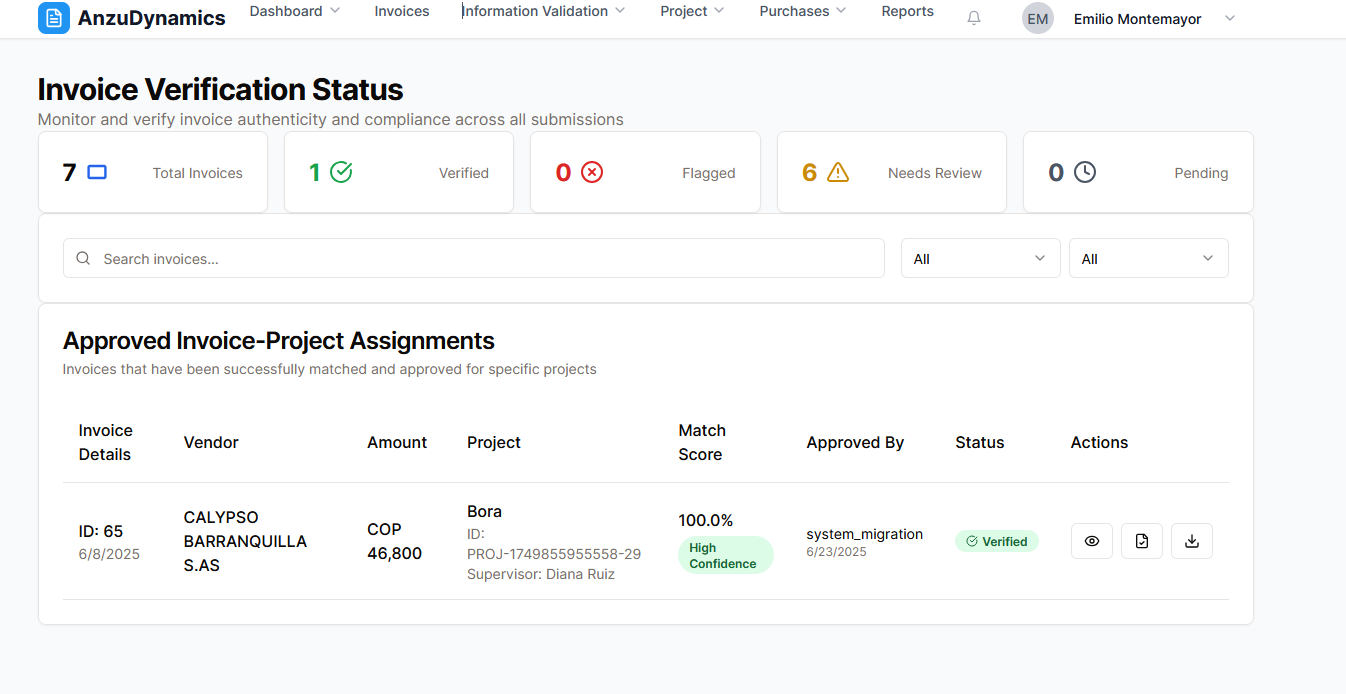 AnzuDynamics Dashboard Invoices Information Validation Project Purchases Reports EM Emilio Montemayor
Invoice Verification Status
Monitor and verify invoice authenticity and compliance across all submissions
7 Total Invoices
1 Verified
0 Flagged
6 Needs Review
0 Pending
Search invoices...
All
All
Approved Invoice-Project Assignments
Invoices that have been successfully matched and approved for specific projects
Invoice
Details
Vendor
Amount
Project
Match
Score
Approved By
Status
Actions
ID: 65
6/8/2025
CALYPSO
BARRANQUILLA
S.AS
COP
46,800
Bora
ID:
PROJ-1749855955558-29
Supervisor: Diana Ruiz
100.0%
High
Confidence
system_migration
6/23/2025
Verified